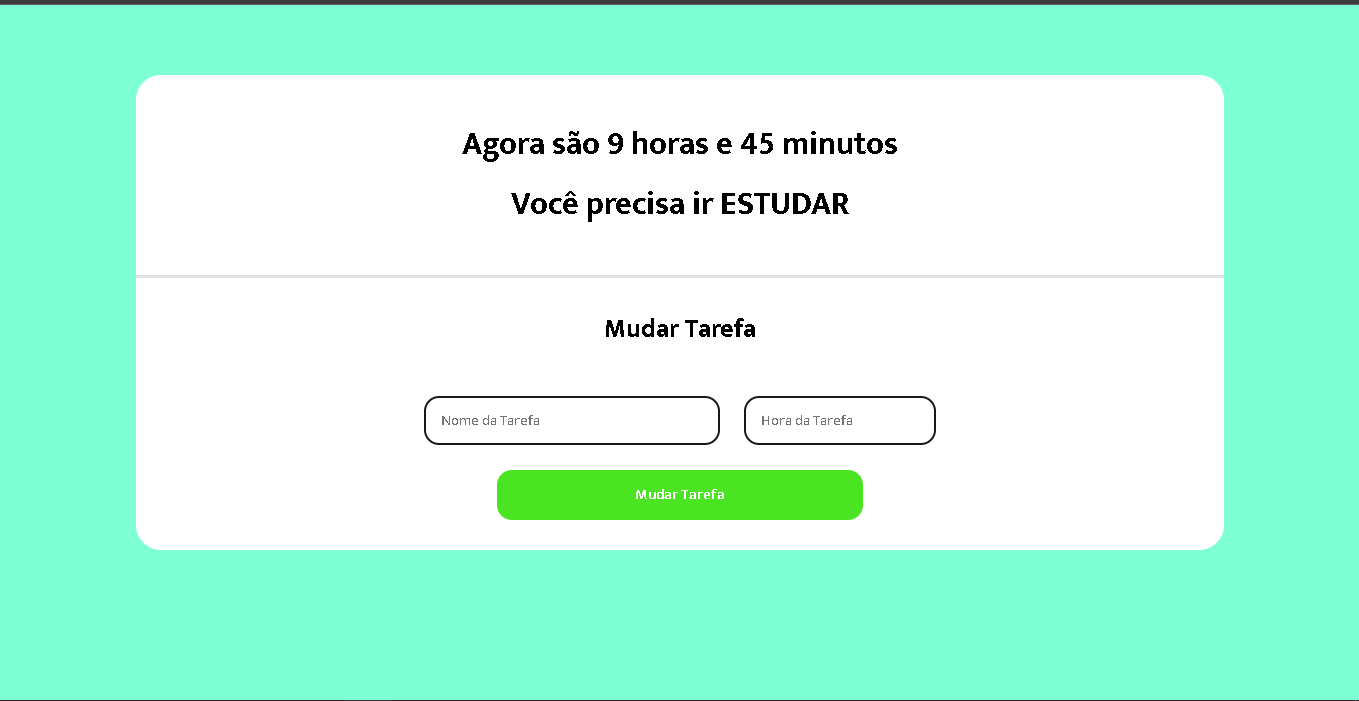 Agora são 9 horas e 45 minutos
Você precisa ir ESTUDAR
Mudar Tarefa
Nome da Tarefa
Hora da Tarefa
Mudar Tarefa